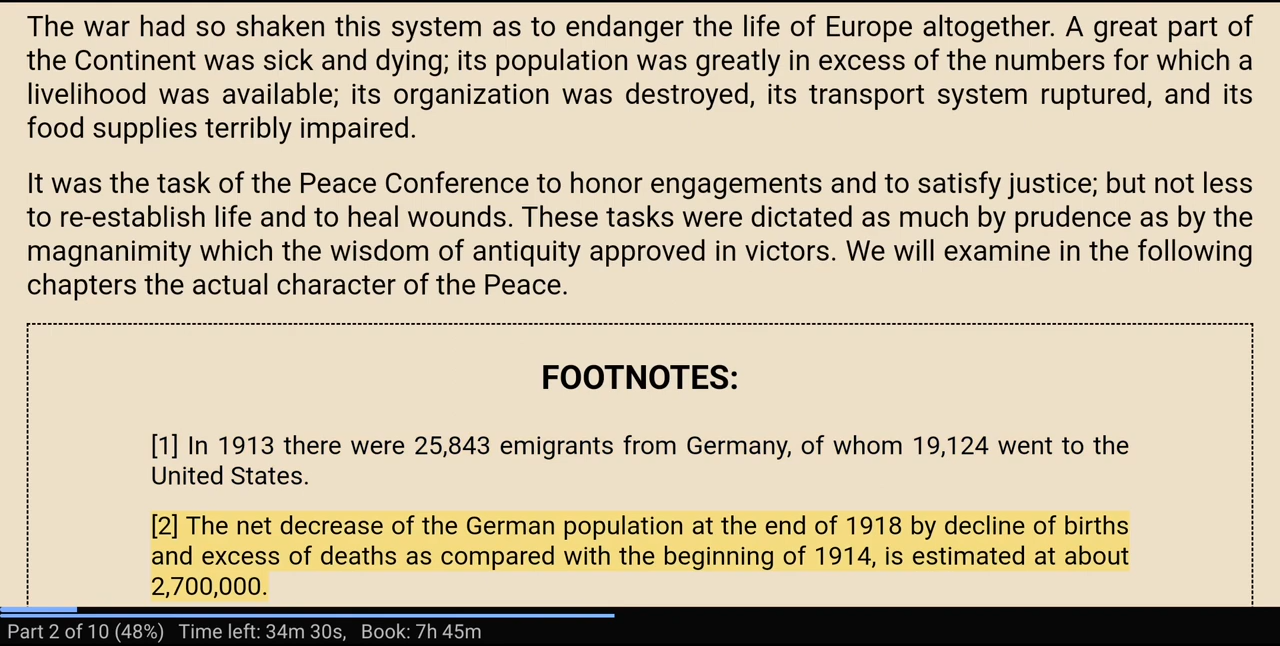 The war had so shaken this system as to endanger the life of Europe altogether. A great part of
the Continent was sick and dying; its population was greatly in excess of the numbers for which a
livelihood was available; its organization was destroyed, its transport system ruptured, and its
food supplies terribly impaired.
It was the task of the Peace Conference to honor engagements and to satisfy justice; but not less
to re-establish life and to heal wounds. These tasks were dictated as much by prudence as by the
magnanimity which the wisdom of antiquity approved in victors. We will examine in the following
chapters the actual character of the Peace.
FOOTNOTES:
[1] In 1913 there were 25,843 emigrants from Germany, of whom 19,124 went to the
United States.
[2] The net decrease of the German population at the end of 1918 by decline of births
and excess of deaths as compared with the beginning of 1914, is estimated at about
2,700,000.
Part 2 of 10 (48%) Time left: 34m 30s, Book: 7h 45m